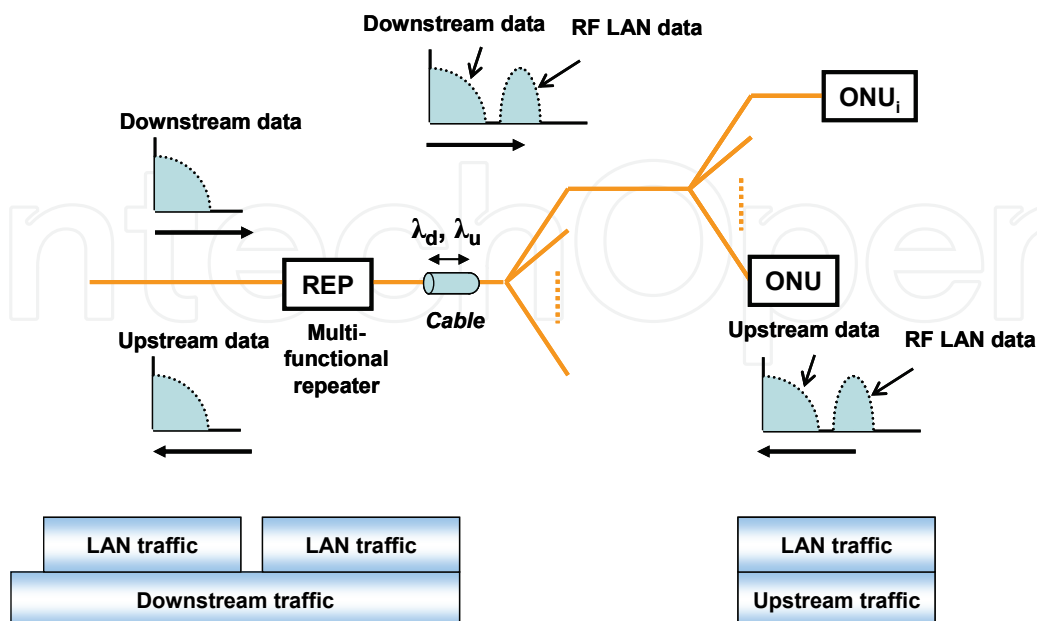 Downstream data
RF LAN data
Downstream data
ONUi
λd, λu
REP
Cable
ONU
Multi-
functional
repeater
Upstream data
Upstream data
RF LAN data
LAN traffic
LAN traffic
LAN traffic
Downstream traffic
Upstream traffic
ntechOpen